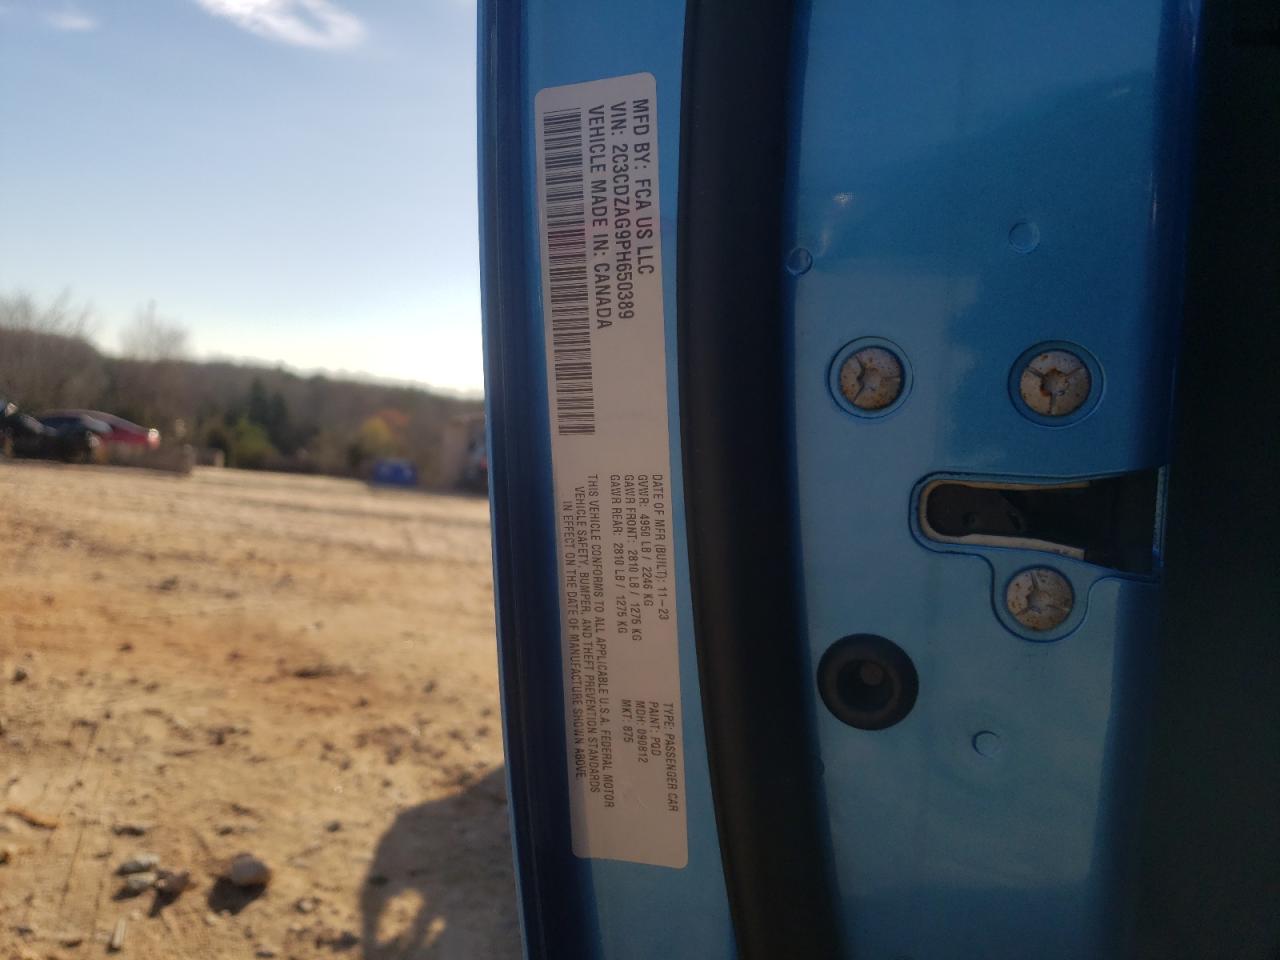 MFD BY: FCA US LLC
VIN: 2C3CDZAG9PH650389
VEHICLE MADE IN: CANADA
DATE OF MFR (BUILT): 11-23
GVWR: 4950 LB / 2246 KG
GAWR FRONT: 2810 LB / 1275 KG
GAWR REAR: 2810 LB / 1275 KG
THIS VEHICLE CONFORMS TO ALL APPLICABLE U.S.A. FEDERAL MOTOR
VEHICLE SAFETY, BUMPER, AND THEFT PREVENTION STANDARDS
IN EFFECT ON THE DATE OF MANUFACTURE SHOWN ABOVE.
TYPE: PASSENGER CAR
PAINT: PQD
MDH: 090812
MKT: 875